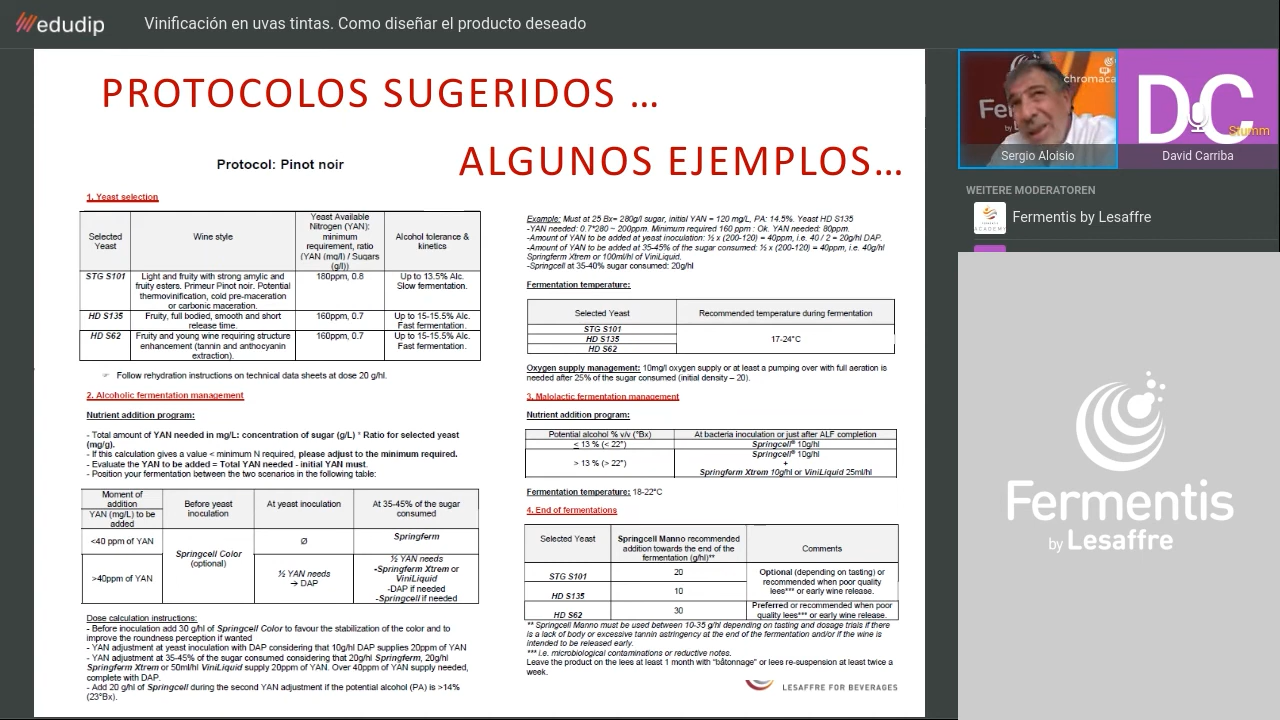 edudip
Vinificación en uvas tintas. Como diseñar el producto deseado
PROTOCOLOS SUGERIDOS ...
ALGUNOS EJEMPLOS...
Protocol: Pinot noir
1. Yeast selection
Selected Yeast
Wine style
Yeast Available Nitrogen (YAN): minimum requirement, ratio (YAN (mg/l) / Sugars (g/l))
Alcohol tolerance & kinetics
STG S101
Light and fruity with strong amylic and fruity esters. Primeur Pinot noir. Potential thermovinification, cold pre-maceration or carbonic maceration.
180ppm, 0.8
Up to 13.5% Alc. Slow fermentation.
HD S135
Fruity, full bodied, smooth and short release time.
160ppm, 0.7
Up to 15-15.5% Alc. Fast fermentation.
HD S62
Fruity and young wine requiring structure enhancement (tannin and anthocyanin extraction).
160ppm, 0.7
Up to 15-15.5% Alc. Fast fermentation.
☞ Follow rehydration instructions on technical data sheets at dose 20 g/hl.
2. Alcoholic fermentation management
Nutrient addition program:
- Total amount of YAN needed in mg/L: concentration of sugar (g/L) * Ratio for selected yeast
(mg/g).
- If this calculation gives a value < minimum N required, please adjust to the minimum required.
- Evaluate the YAN to be added = Total YAN needed - initial YAN must.
- Position your fermentation between the two scenarios in the following table:
Moment of addition
YAN (mg/L) to be added
Before yeast inoculation
At yeast inoculation
At 35-45% of the sugar consumed
<40 ppm of YAN
Springcell Color (optional)
Ø
Springferm
>40ppm of YAN
½ YAN needs
→ DAP
½ YAN needs
-Springferm Xtrem or
ViniLiquid
-DAP if needed
-Springcell if needed
Dose calculation instructions:
- Before inoculation add 30 g/hl of Springcell Color to favour the stabilization of the color and to
improve the roundness perception if wanted
- YAN adjustment at yeast inoculation with DAP considering that 10g/hl DAP supplies 20ppm of YAN
- YAN adjustment at 35-45% of the sugar consumed considering that 20g/hl Springferm, 20g/hl
Springferm Xtrem or 50ml/hl ViniLiquid supply 20ppm of YAN. Over 40ppm of YAN supply needed,
complete with DAP.
- Add 20 g/hl of Springcell during the second YAN adjustment if the potential alcohol (PA) is >14%
(23°Bx).
Example: Must at 25 Bx= 280g/l sugar, initial YAN = 120 mg/L, PA: 14.5%. Yeast HD S135
-YAN needed: 0.7*280 ~ 200ppm. Minimum required 160 ppm : Ok. YAN needed: 80ppm.
-Amount of YAN to be added at yeast inoculation: ½ x (200-120) = 40ppm, i.e. 40 / 2 = 20g/hl DAP.
-Amount of YAN to be added at 35-45% of the sugar consumed: ½ x (200-120) = 40ppm, i.e. 40g/hl
Springferm Xtrem or 100ml/hl of ViniLiquid.
-Springcell at 35-40% sugar consumed: 20g/hl
Fermentation temperature:
Selected Yeast
Recommended temperature during fermentation
STG S101
HD S135
HD S62
17-24°C
Oxygen supply management: 10mg/l oxygen supply or at least a pumping over with full aeration is
needed after 25% of the sugar consumed (initial density – 20).
3. Malolactic fermentation management
Nutrient addition program:
Potential alcohol % v/v (°Bx)
At bacteria inoculation or just after ALF completion
< 13 % (< 22°)
Springcell® 10g/hl
> 13 % (> 22°)
Springcell® 10g/hl
+
Springferm Xtrem 10g/hl or ViniLiquid 25ml/hl
Fermentation temperature: 18-22°C
4. End of fermentations
Selected Yeast
Springcell Manno recommended addition towards the end of the fermentation (g/hl)**
Comments
STG S101
20
Optional (depending on tasting) or recommended when poor quality lees*** or early wine release.
HD S135
10
HD S62
30
Preferred or recommended when poor quality lees*** or early wine release.
** Springcell Manno must be used between 10-35 g/hl depending on tasting and dosage trials if there
is a lack of body or excessive tannin astringency at the end of the fermentation and/or if the wine is
intended to be released early.
*** i.e. microbiological contaminations or reductive notes.
Leave the product on the lees at least 1 month with "bâtonnage" or lees re-suspension at least twice a
week.
LESAFFRE FOR BEVERAGES
chromaca
Fe
by
Sergio Aloisio
DC
Stumm
David Carriba
WEITERE MODERATOREN
ACADEMY
Fermentis by Lesaffre
Fermentis
by Lesaffre